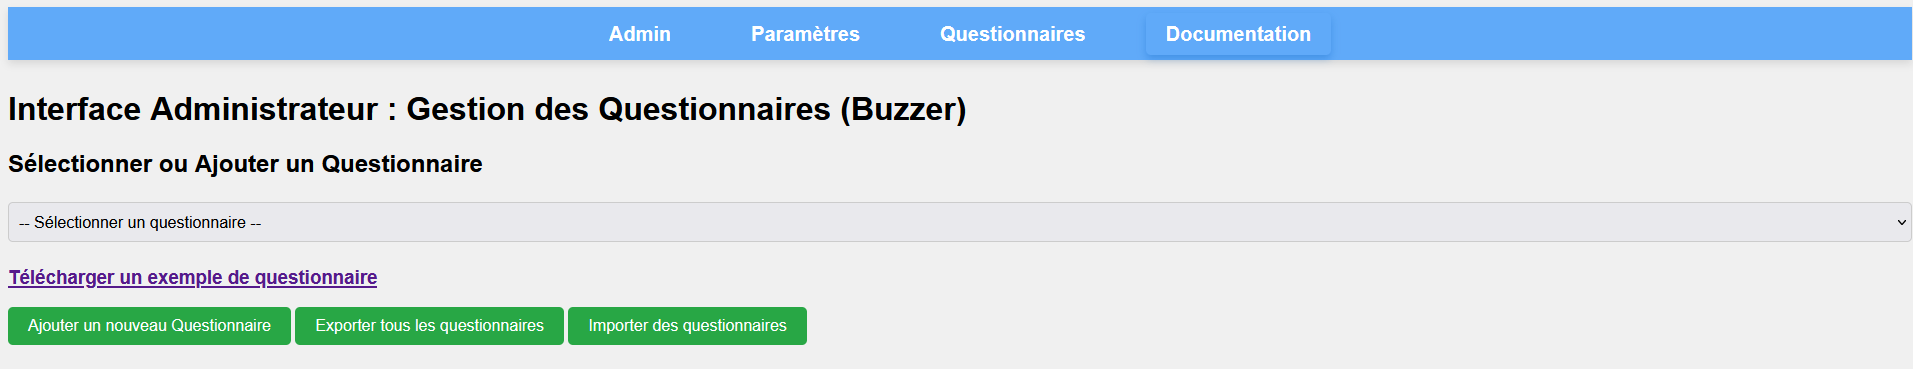 Admin Paramètres Questionnaires Documentation
Interface Administrateur : Gestion des Questionnaires (Buzzer)
Sélectionner ou Ajouter un Questionnaire
-- Sélectionner un questionnaire --
Télécharger un exemple de questionnaire
Ajouter un nouveau Questionnaire Exporter tous les questionnaires Importer des questionnaires